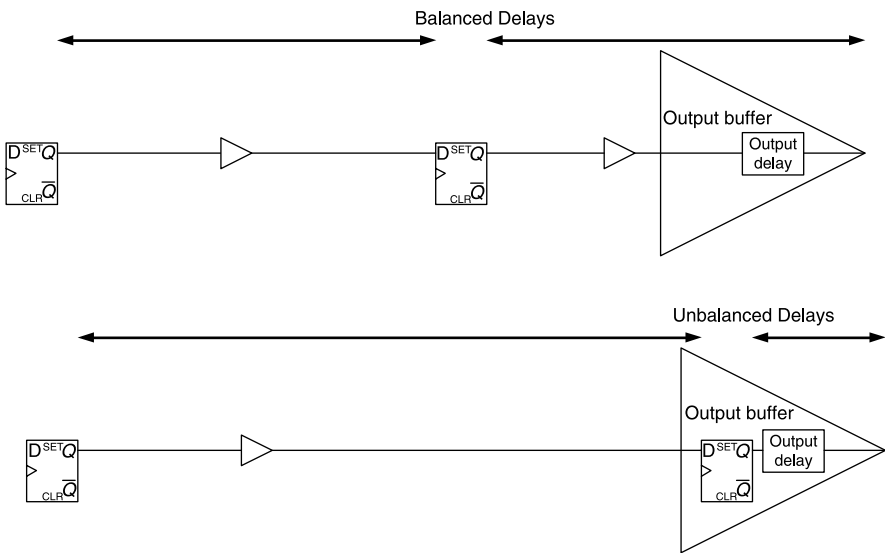 Balanced Delays
Output buffer
D SET Q
Q
CLR
D SET Q
Q
CLR
Output
delay
Unbalanced Delays
Output buffer
D SET Q
Q
CLR
D SET Q
Q
CLR
Output
delay